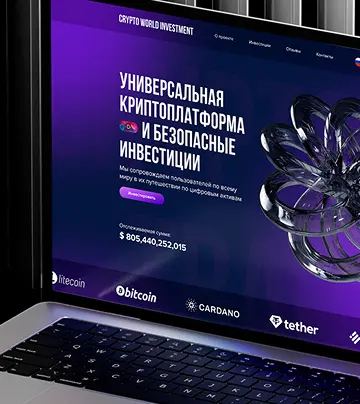 CRYPTO WORLD INVESTMENT
О проекте
Инвестиции
Отзывы
Контакты
УНИВЕРСАЛЬНАЯ
КРИПТОПЛАТФОРМА
И БЕЗОПАСНЫЕ
ИНВЕСТИЦИИ
Мы сопровождаем пользователей по всему
миру в их путешествии по цифровым активам
Инвестировать
Отслеживаемая сумма:
$ 805,440,252,015
litecoin
bitcoin
CARDANO
tether